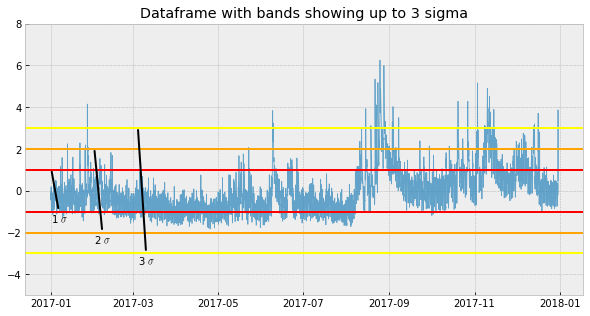 Dataframe with bands showing up to 3 sigma
8
6
4
2
0
−2
−4
1 σ
2 σ
3 σ
2017-01 2017-03 2017-05 2017-07 2017-09 2017-11 2018-01